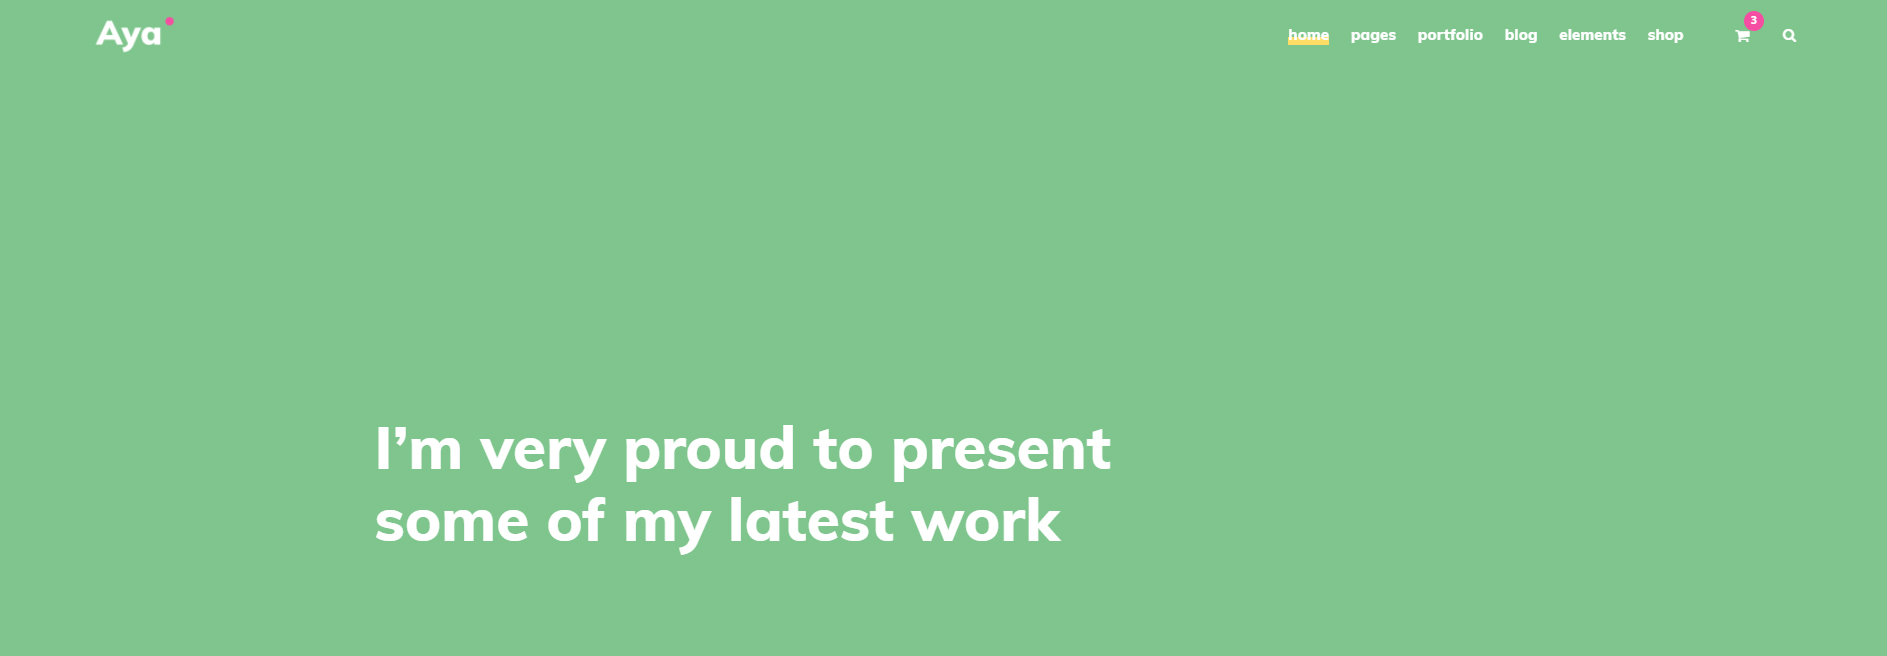 Aya
home pages portfolio blog elements shop 3
I’m very proud to present
some of my latest work